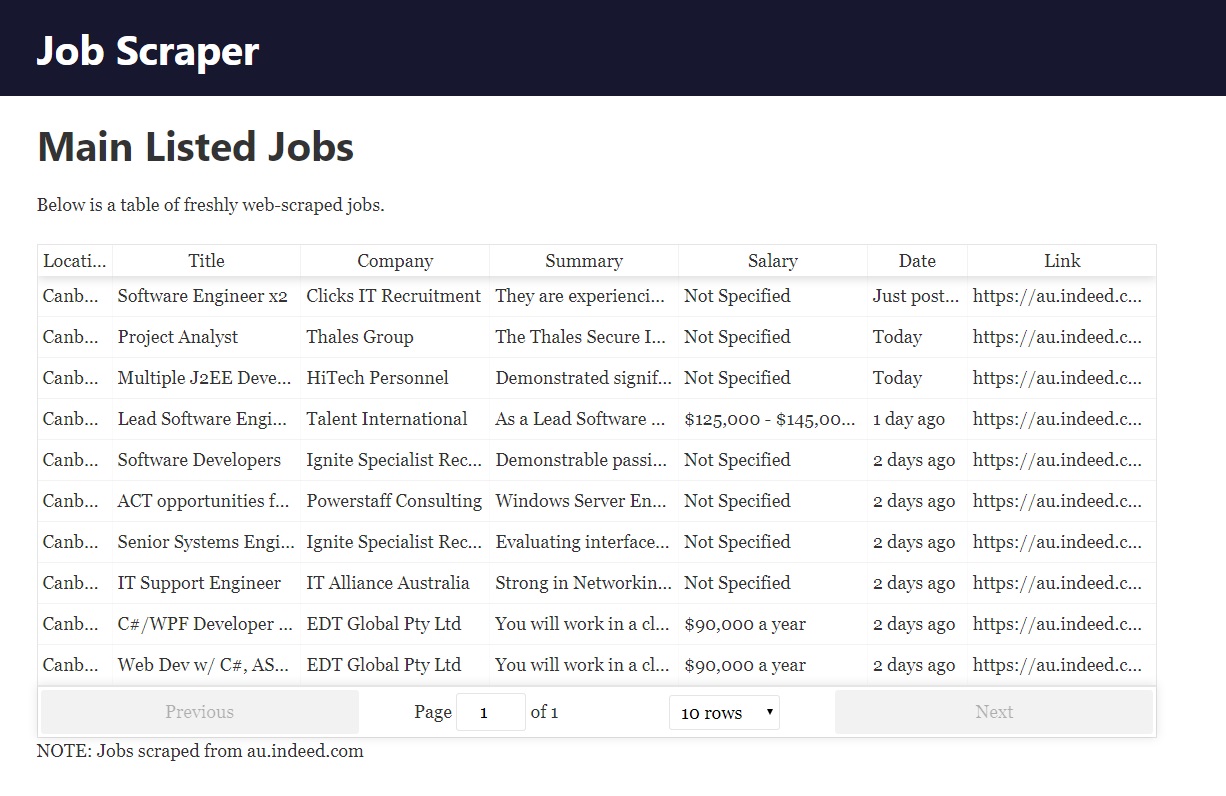 Job Scraper
Main Listed Jobs
Below is a table of freshly web-scraped jobs.
Locati... Title Company Summary Salary Date Link
Canb... Software Engineer x2 Clicks IT Recruitment They are experienci... Not Specified Just post... https://au.indeed.c...
Canb... Project Analyst Thales Group The Thales Secure I... Not Specified Today https://au.indeed.c...
Canb... Multiple J2EE Deve... HiTech Personnel Demonstrated signif... Not Specified Today https://au.indeed.c...
Canb... Lead Software Engi... Talent International As a Lead Software ... $125,000 - $145,00... 1 day ago https://au.indeed.c...
Canb... Software Developers Ignite Specialist Rec... Demonstrable passi... Not Specified 2 days ago https://au.indeed.c...
Canb... ACT opportunities f... Powerstaff Consulting Windows Server En... Not Specified 2 days ago https://au.indeed.c...
Canb... Senior Systems Engi... Ignite Specialist Rec... Evaluating interface... Not Specified 2 days ago https://au.indeed.c...
Canb... IT Support Engineer IT Alliance Australia Strong in Networkin... Not Specified 2 days ago https://au.indeed.c...
Canb... C#/WPF Developer ... EDT Global Pty Ltd You will work in a cl... $90,000 a year 2 days ago https://au.indeed.c...
Canb... Web Dev w/ C#, AS... EDT Global Pty Ltd You will work in a cl... $90,000 a year 2 days ago https://au.indeed.c...
Previous Page 1 of 1 10 rows Next
NOTE: Jobs scraped from au.indeed.com